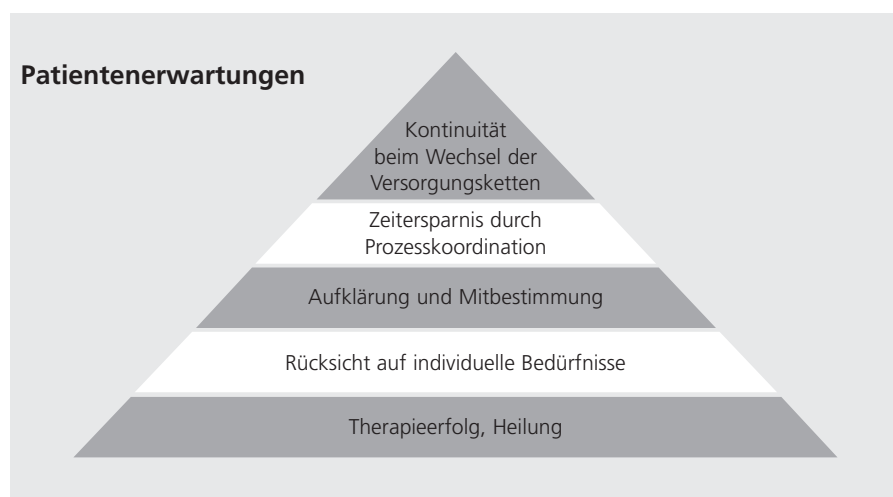 Patientenerwartungen
Kontinuität
beim Wechsel der
Versorgungsketten
Zeitersparnis durch
Prozesskoordination
Aufklärung und Mitbestimmung
Rücksicht auf individuelle Bedürfnisse
Therapieerfolg, Heilung